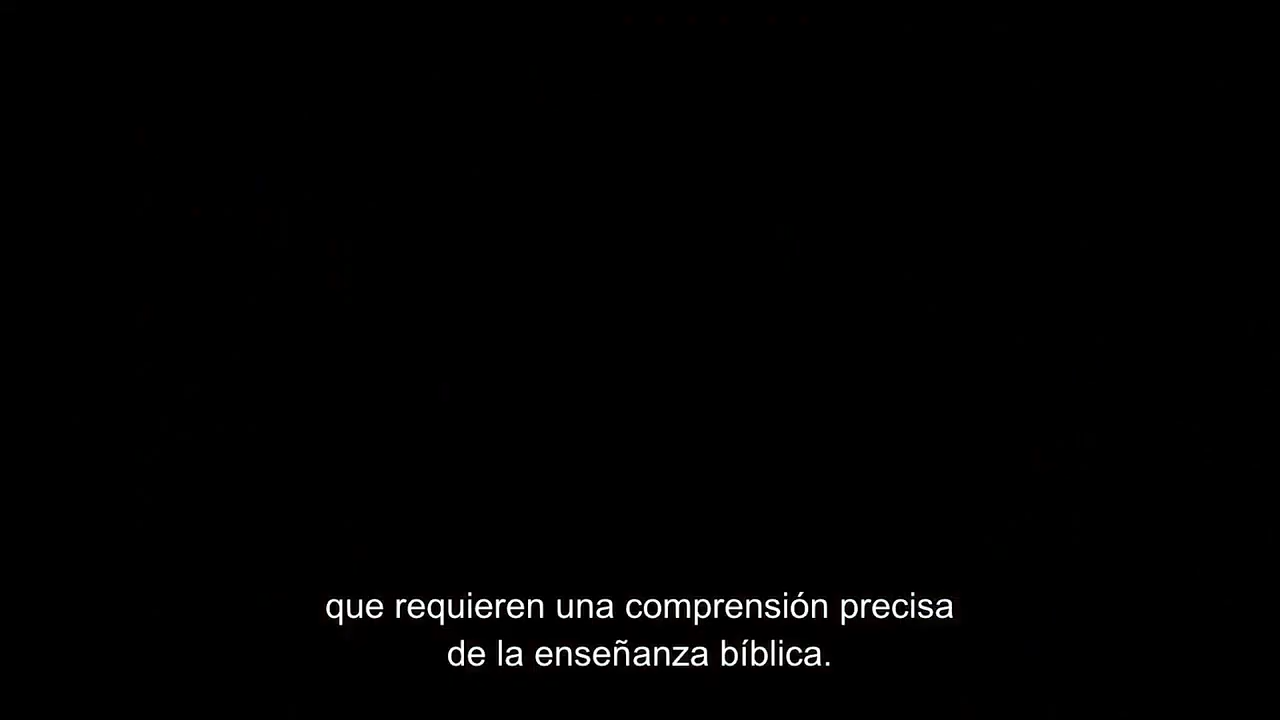 que requieren una comprensión precisa
de la enseñanza bíblica.